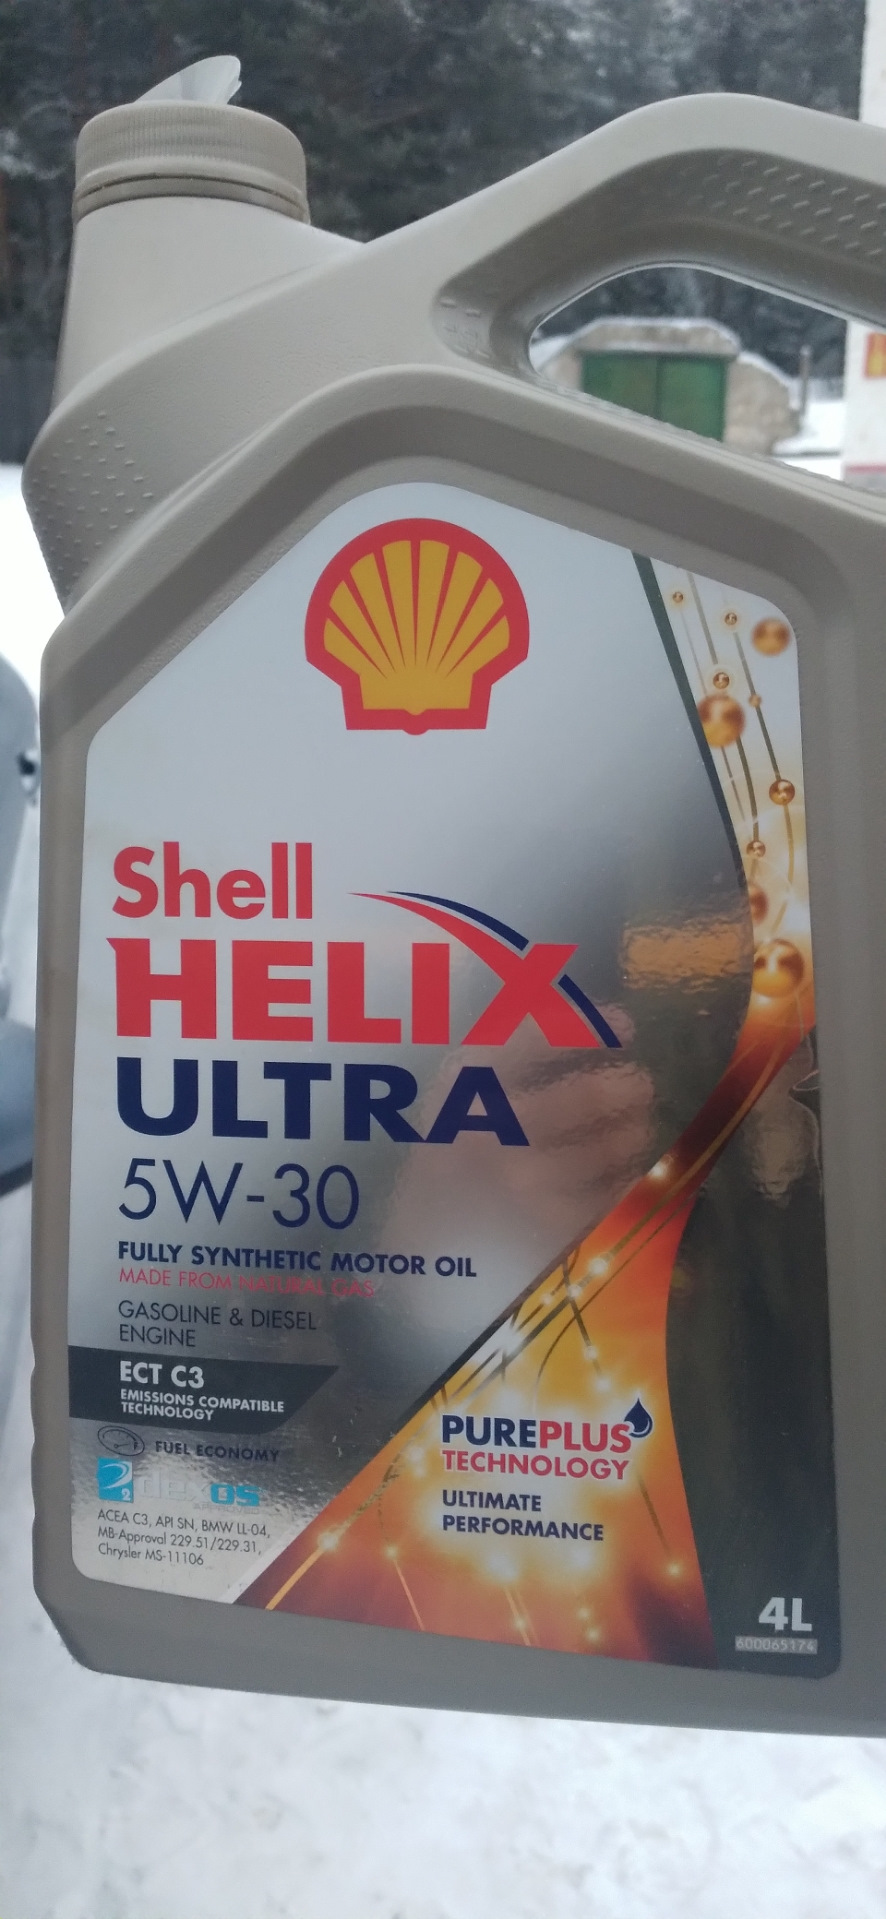 Shell
HELIX
ULTRA
5W-30
FULLY SYNTHETIC MOTOR OIL
MADE FROM NATURAL GAS
GASOLINE & DIESEL
ENGINE
ECT C3
EMISSIONS COMPATIBLE
TECHNOLOGY
FUEL ECONOMY
2 dexos
ACEA C3, API SN, BMW LL-04,
MB-Approval 229.51/229.31,
Chrysler MS-11106
PUREPLUS
TECHNOLOGY
ULTIMATE
PERFORMANCE
4L
600065174